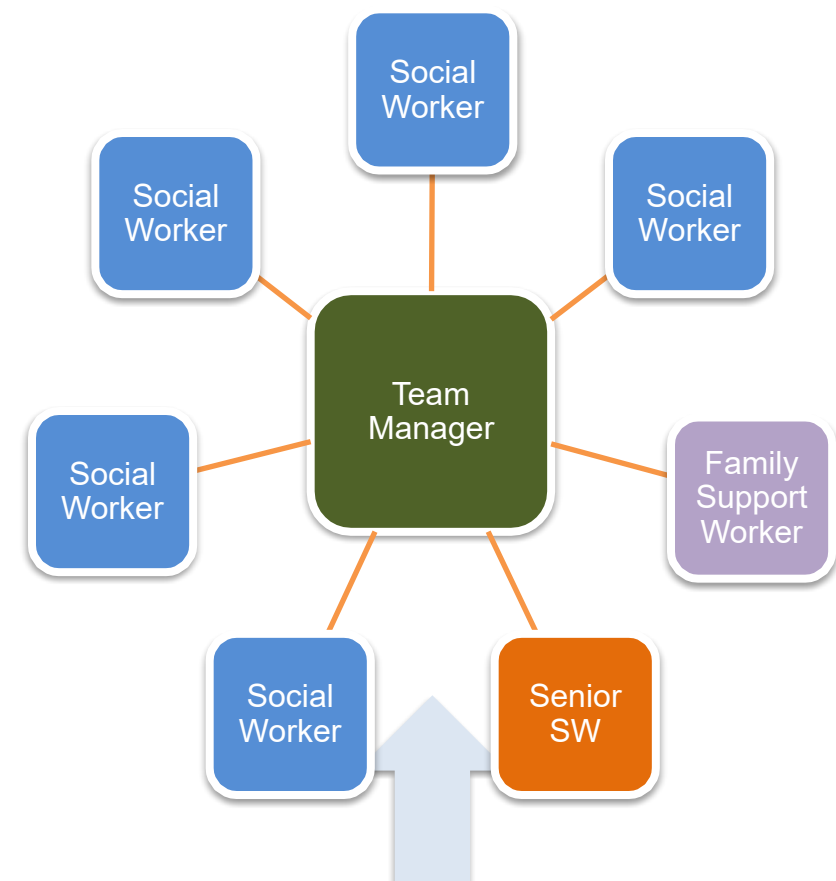 Social
Worker
Social
Worker
Social
Worker
Team
Manager
Social
Worker
Family
Support
Worker
Social
Worker
Senior
SW